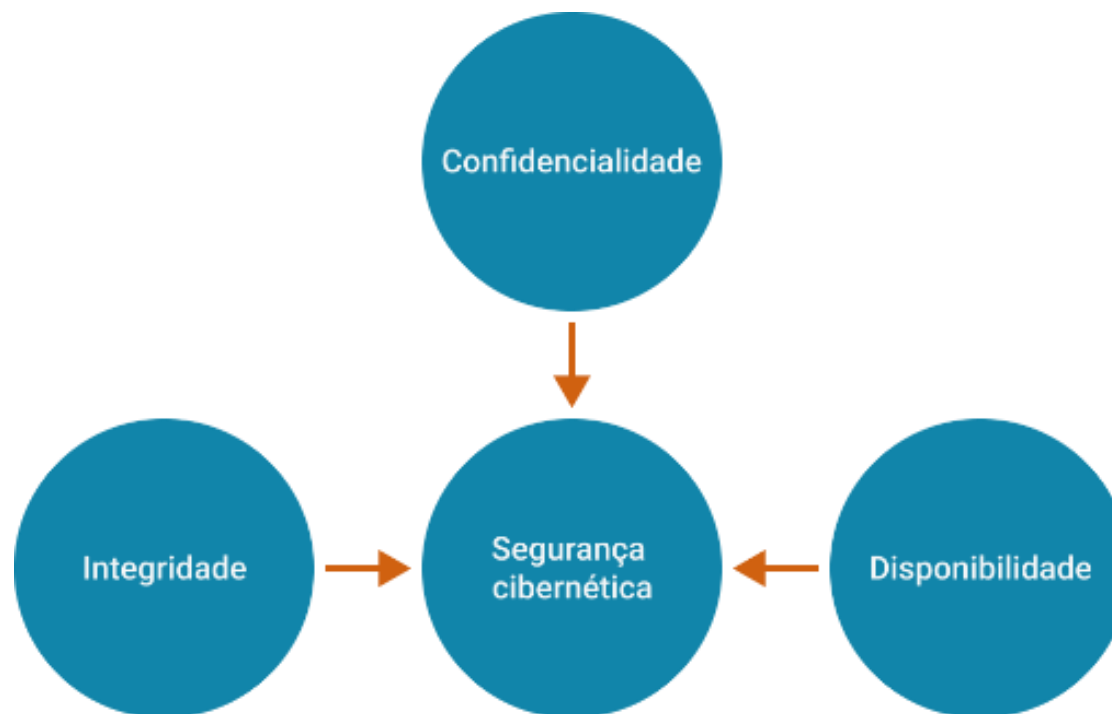 Confidencialidade
Integridade
Segurança
cibernética
Disponibilidade